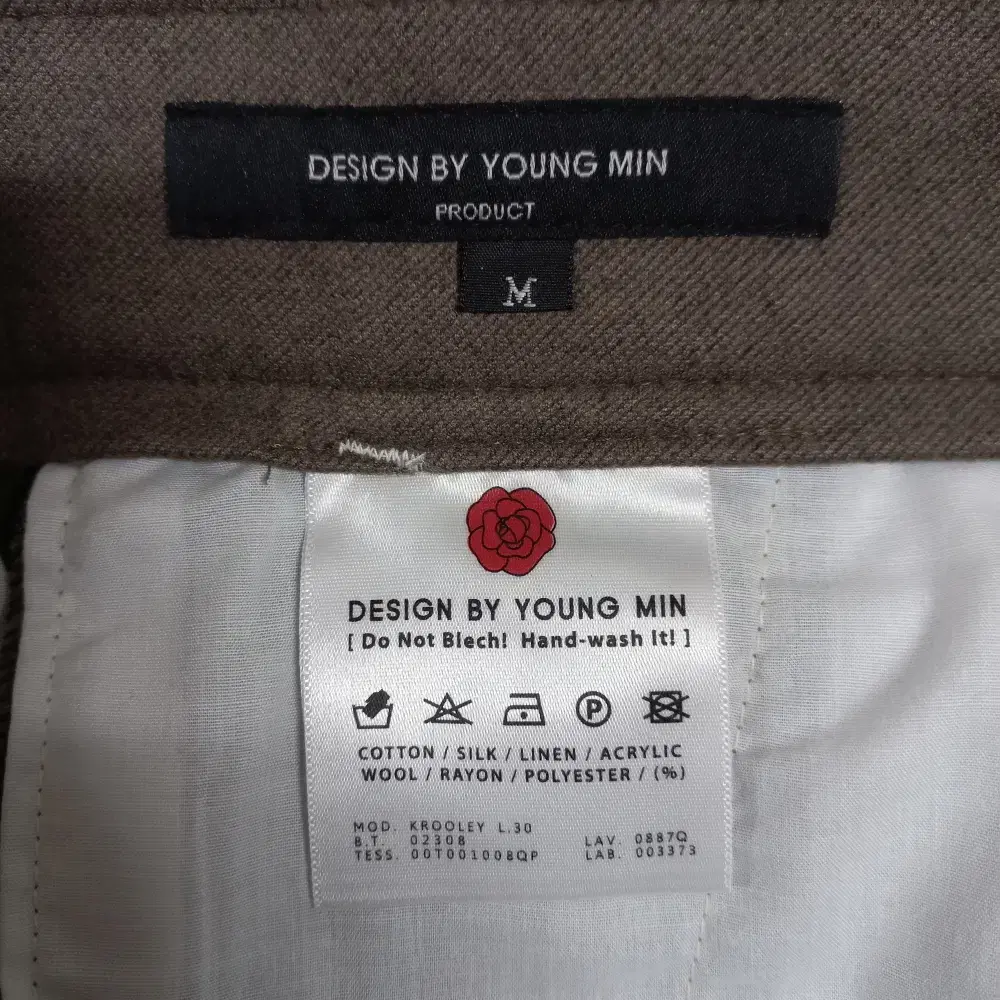 DESIGN BY YOUNG MIN
PRODUCT
M
DESIGN BY YOUNG MIN
[ Do Not Blech! Hand-wash It! ]
P
COTTON / SILK / LINEN / ACRYLIC
WOOL / RAYON / POLYESTER / (%)
MOD. KROOLEY L.30
B.T. 02308 LAV. 0887Q
TESS. 00T001008QP LAB. 003373